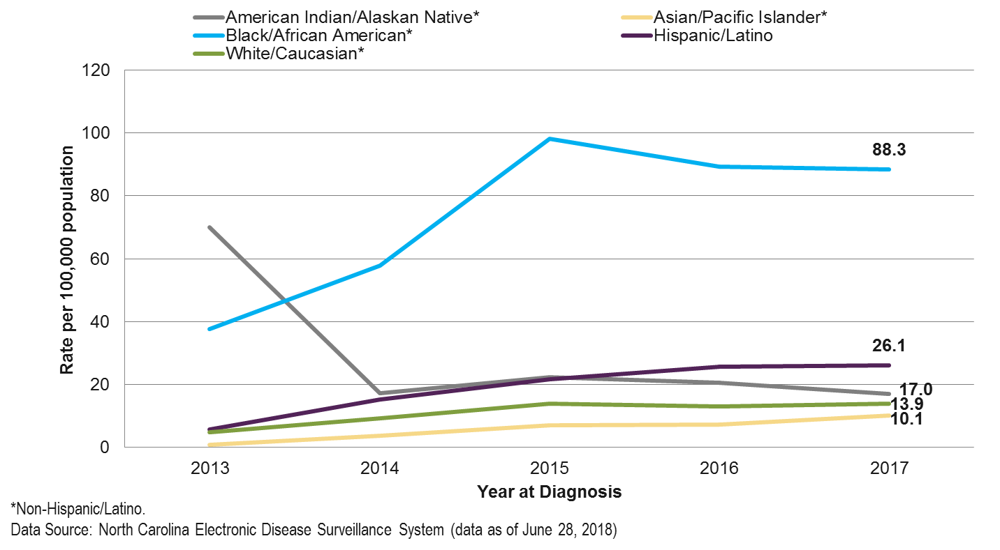 American Indian/Alaskan Native* Asian/Pacific Islander*
Black/African American* Hispanic/Latino
White/Caucasian*
120
100
80
60
40
20
0
Rate per 100,000 population
88.3
26.1
17.0
13.9
10.1
2013 2014 2015 2016 2017
Year at Diagnosis
*Non-Hispanic/Latino.
Data Source: North Carolina Electronic Disease Surveillance System (data as of June 28, 2018)